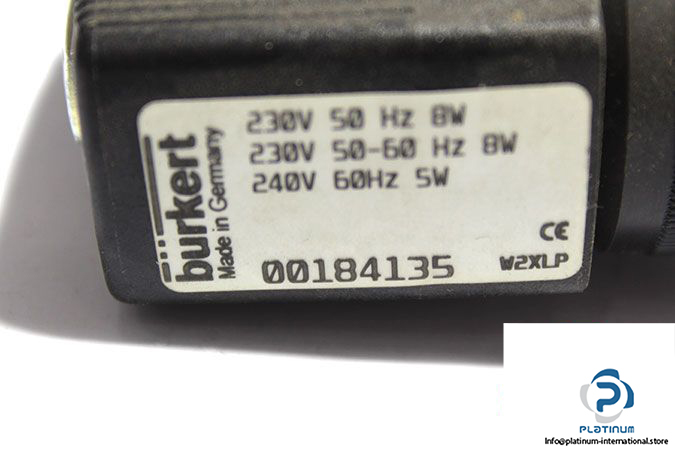 230V 50 Hz 8W
230V 50-60 Hz 8W
240V 60Hz 5W
bürkert
Made in Germany
00184135
CE
W2XLP
P
PLATINUM
Info@platinum-international.store